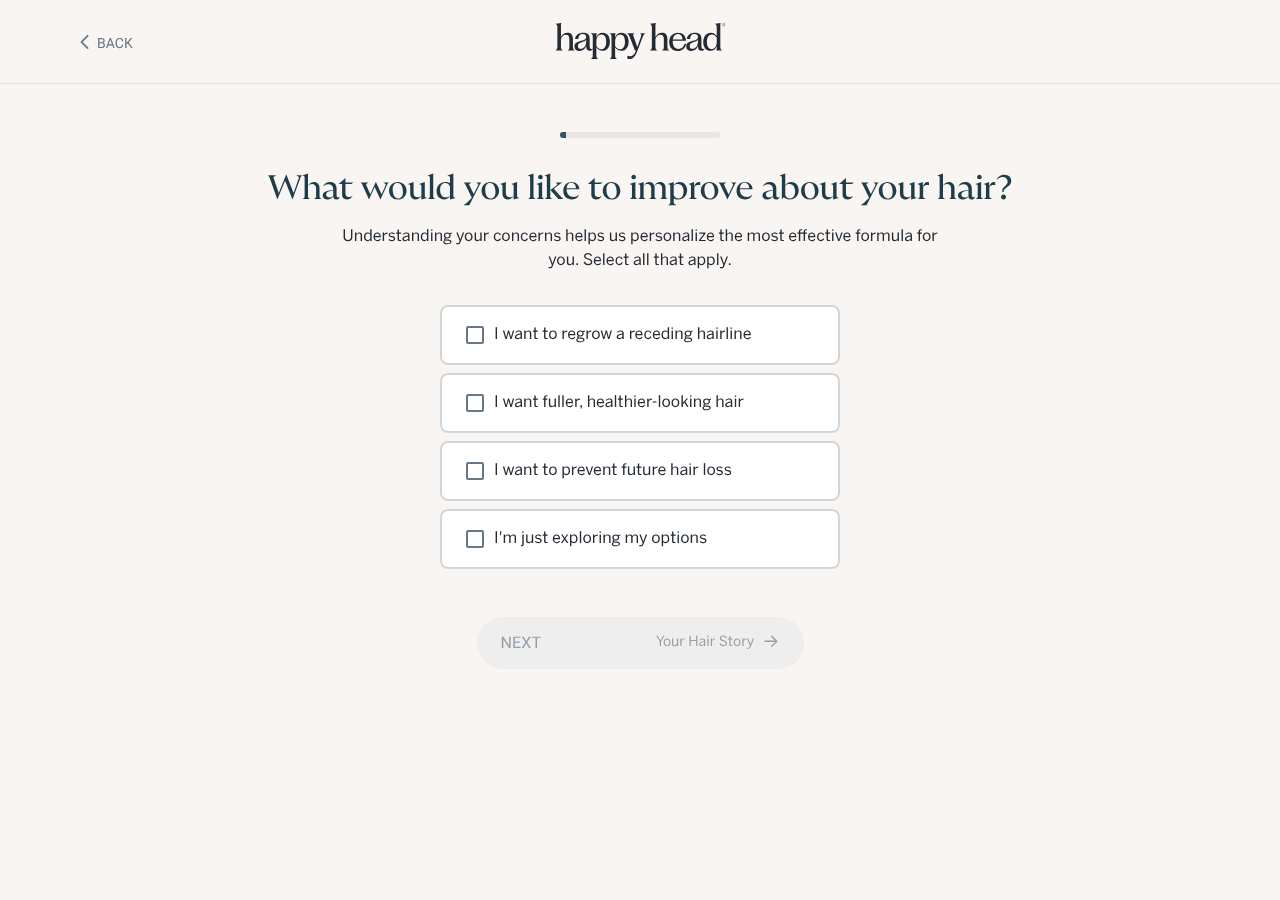 BACK
happy head
What would you like to improve about your hair?
Understanding your concerns helps us personalize the most effective formula for
you. Select all that apply.
I want to regrow a receding hairline
I want fuller, healthier-looking hair
I want to prevent future hair loss
I'm just exploring my options
NEXT
Your Hair Story